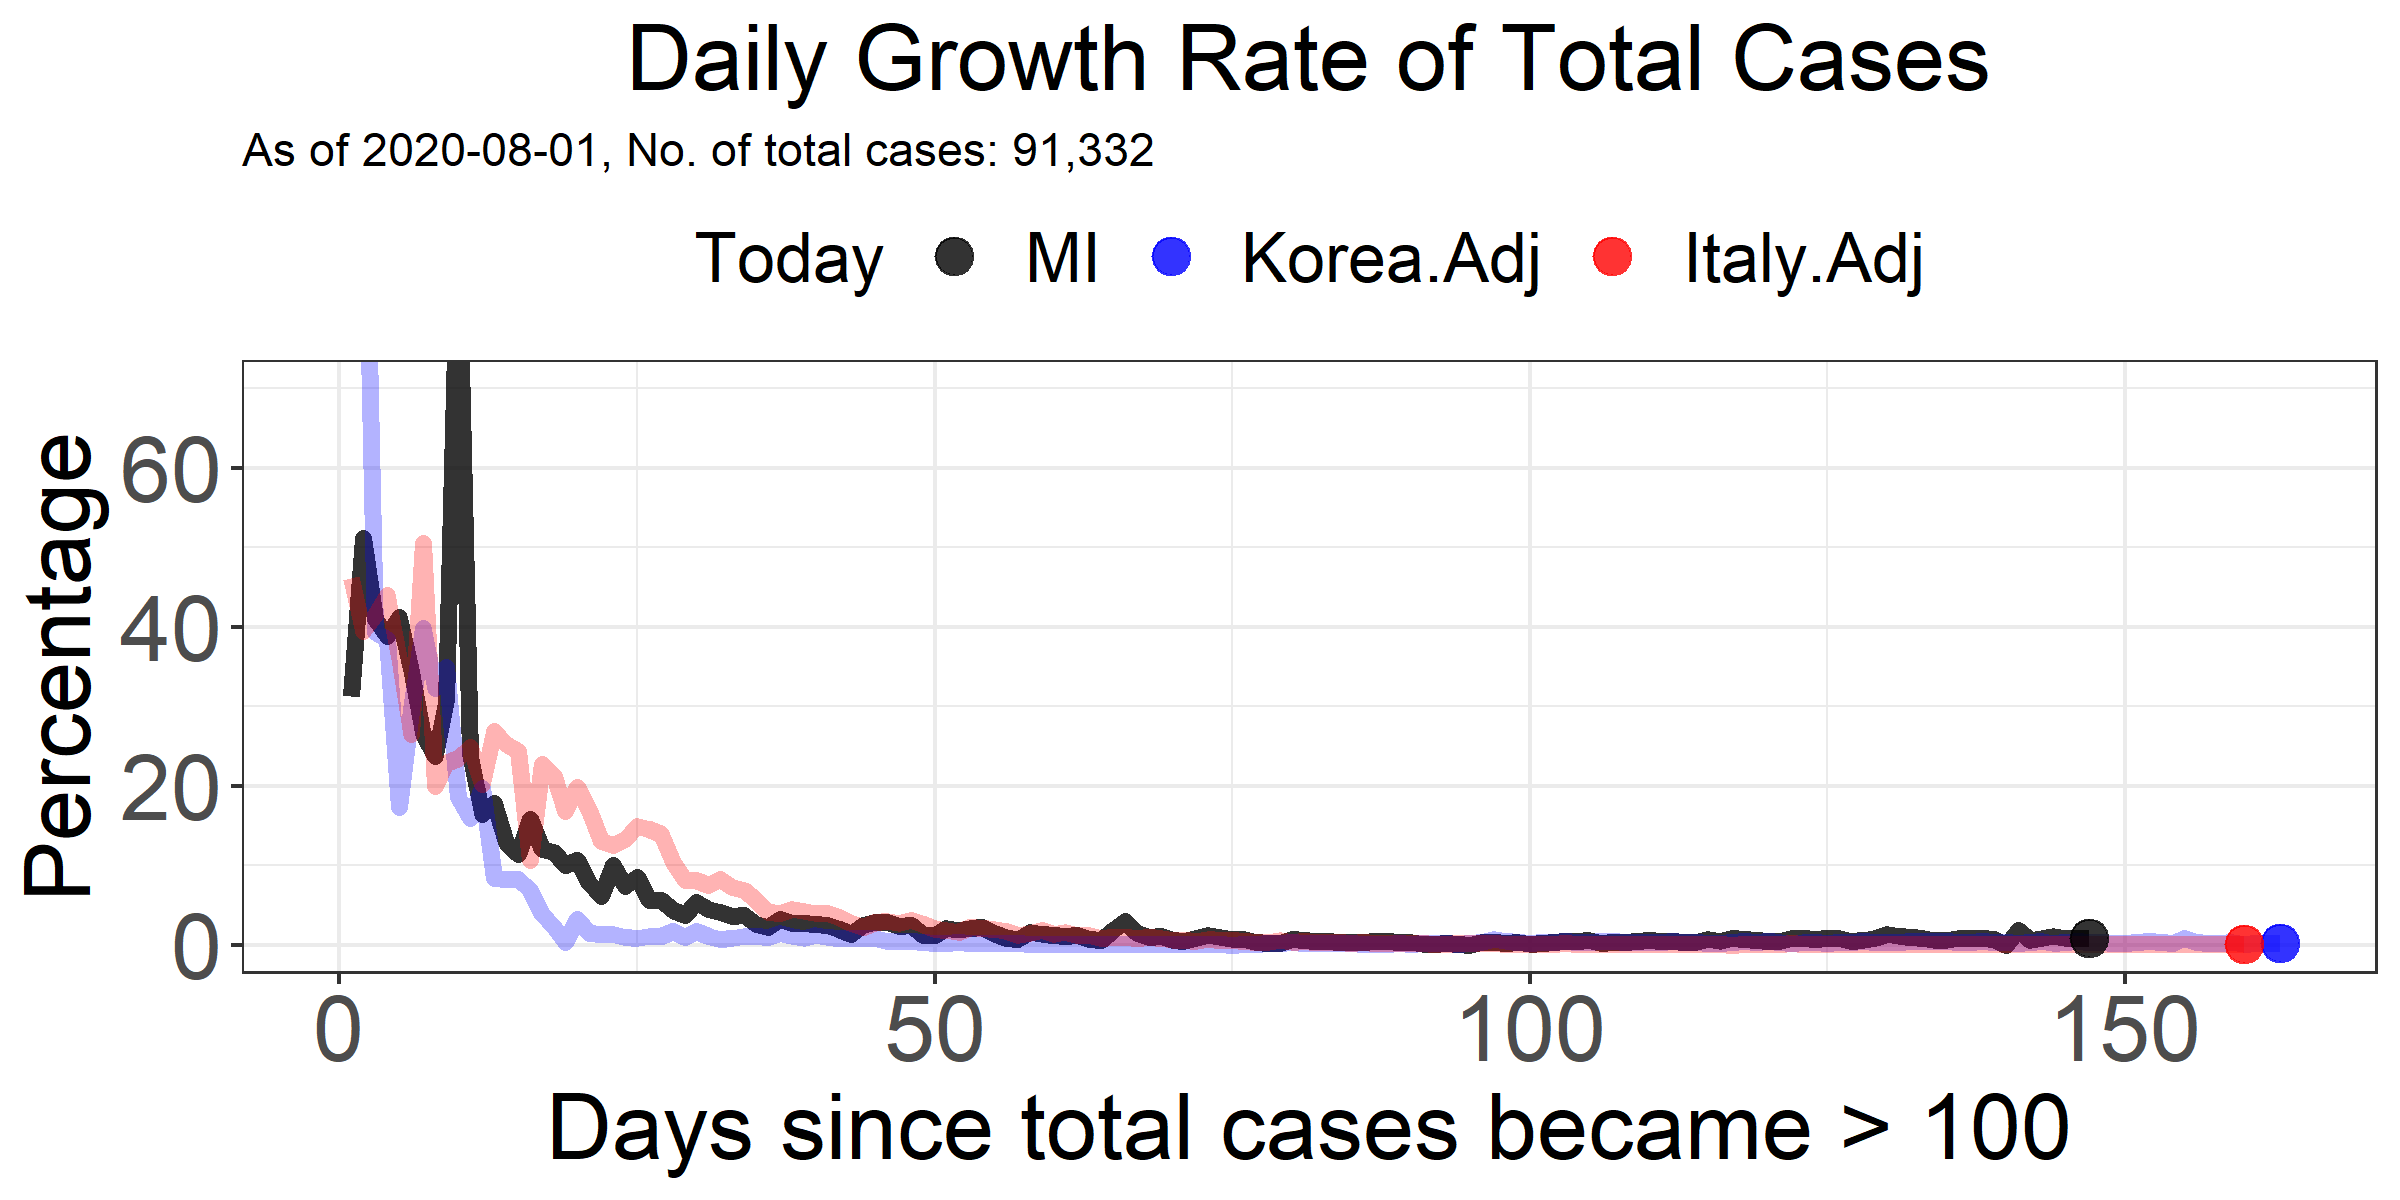 Daily Growth Rate of Total Cases
As of 2020-08-01, No. of total cases: 91,332
Today MI Korea.Adj Italy.Adj
Percentage
60
40
20
0
0 50 100 150
Days since total cases became > 100